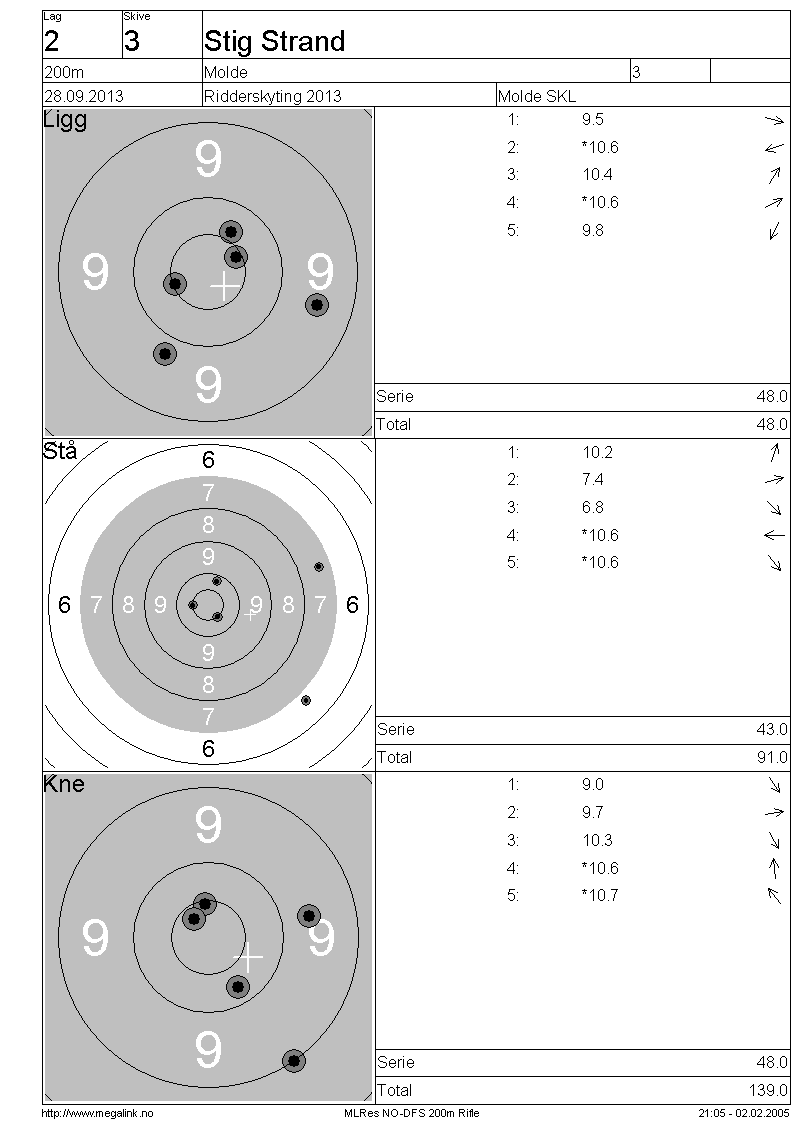 Lag Skive
2 3 Stig Strand
200m Molde 3
28.09.2013 Ridderskyting 2013 Molde SKL
Ligg
1: 9.5
2: *10.6
3: 10.4
4: *10.6
5: 9.8
9
9 9
9
Serie 48.0
Total 48.0
Stå
1: 10.2
2: 7.4
3: 6.8
4: *10.6
5: *10.6
6
7
8
9
6 7 8 9 9 8 7 6
9
8
7
6
Serie 43.0
Total 91.0
Kne
1: 9.0
2: 9.7
3: 10.3
4: *10.6
5: *10.7
9
9 9
9
Serie 48.0
Total 139.0
http://www.megalink.no MLRes NO-DFS 200m Rifle 21:05 - 02.02.2005